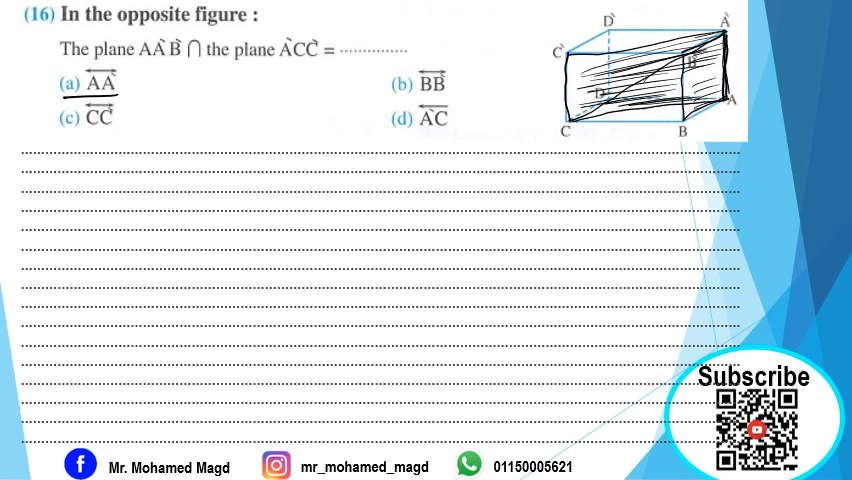 (16) In the opposite figure :
The plane AÀB̀ ⋂ the plane ÀCC̀ = ...............
(a) AÀ
(b) BB̀
(c) CC̀
(d) ÀC
D̀
À
C̀
B̀
D
A
C
B
Subscribe
Mr. Mohamed Magd
mr_mohamed_magd
01150005621